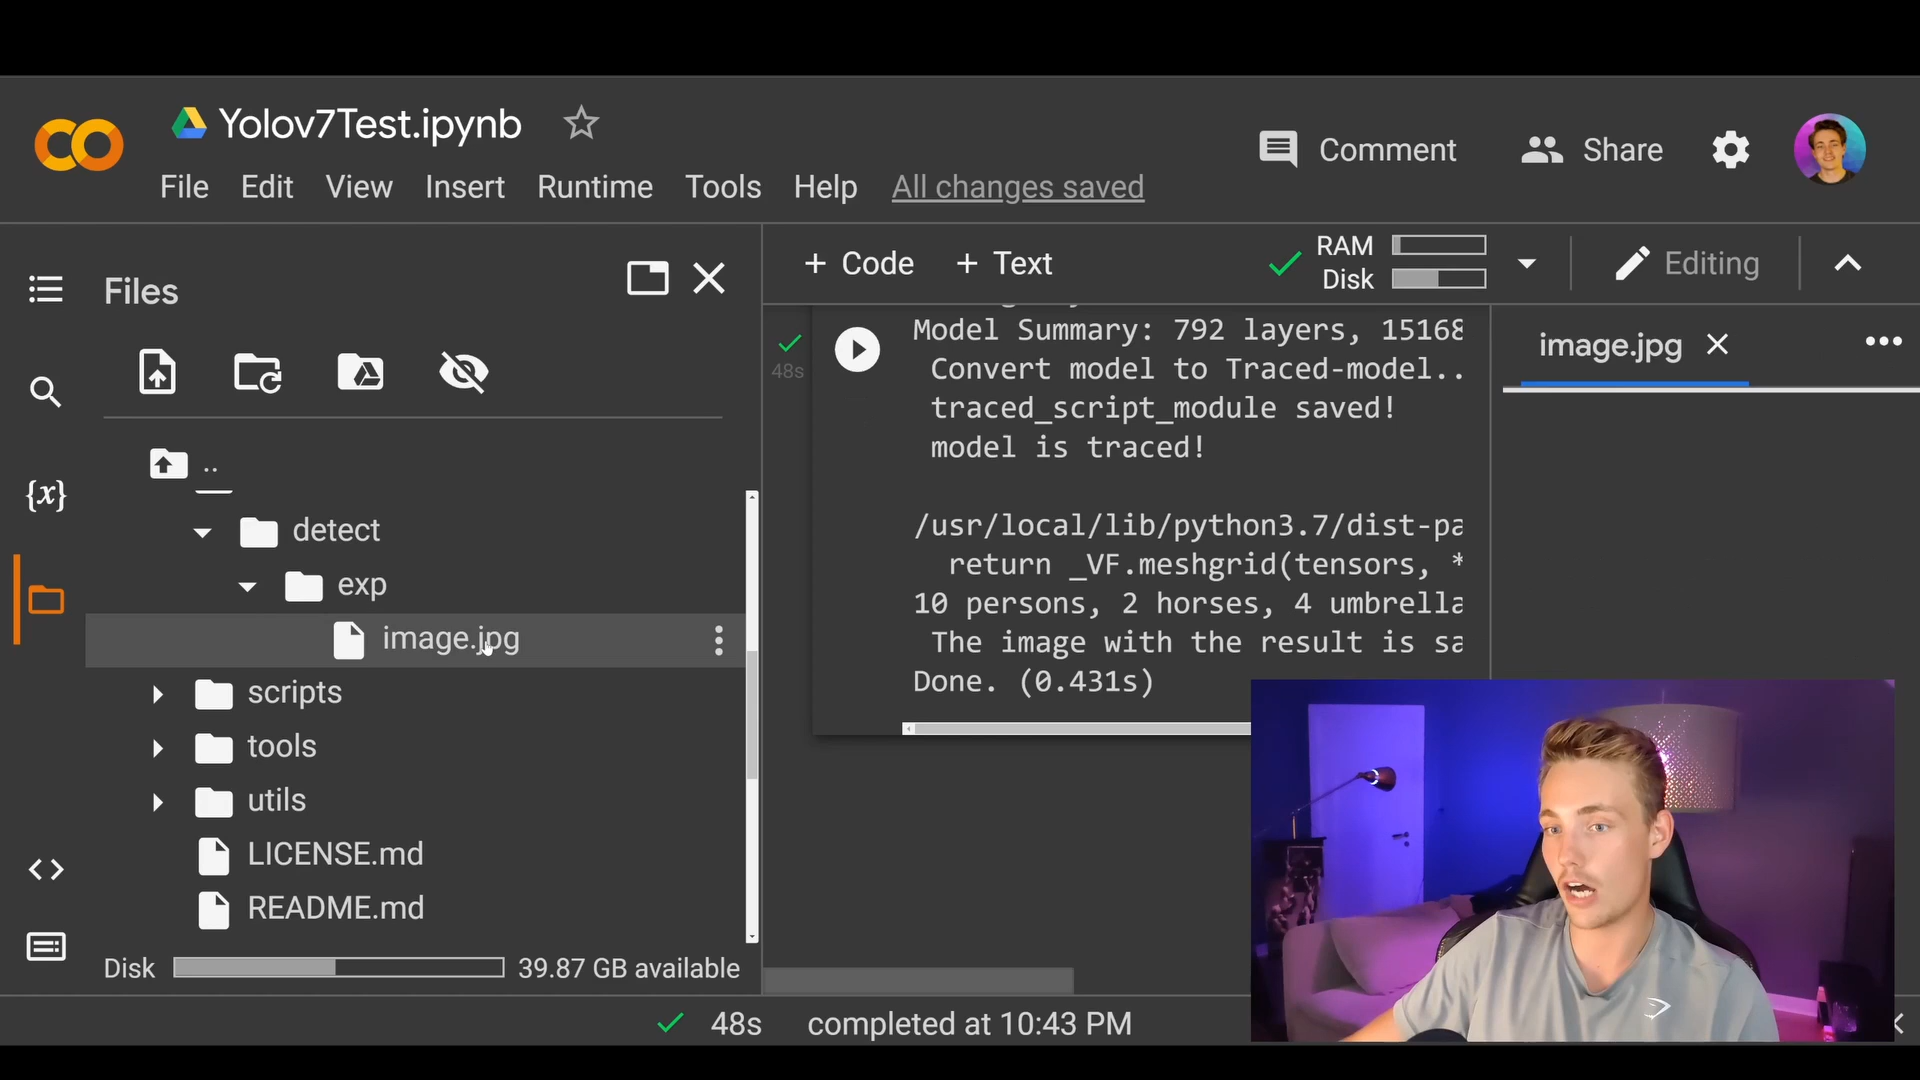 Yolov7Test.ipynb
Comment
Share
File Edit View Insert Runtime Tools Help All changes saved
+ Code + Text
RAM
Disk
Editing
Files
image.jpg
48s
Model Summary: 792 layers, 15168
Convert model to Traced-model..
traced_script_module saved!
model is traced!
/usr/local/lib/python3.7/dist-pa
return _VF.meshgrid(tensors, *
10 persons, 2 horses, 4 umbrella
The image with the result is sa
Done. (0.431s)
{x}
..
detect
exp
image.jpg
scripts
tools
utils
LICENSE.md
README.md
Disk 39.87 GB available
48s completed at 10:43 PM